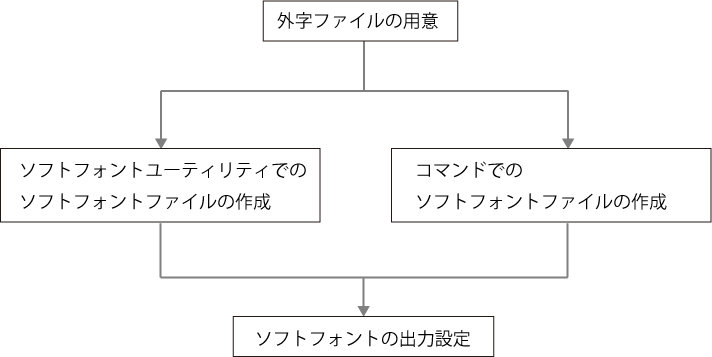 外字ファイルの用意
ソフトフォントユーティリティでの
ソフトフォントファイルの作成
コマンドでの
ソフトフォントファイルの作成
ソフトフォントの出力設定